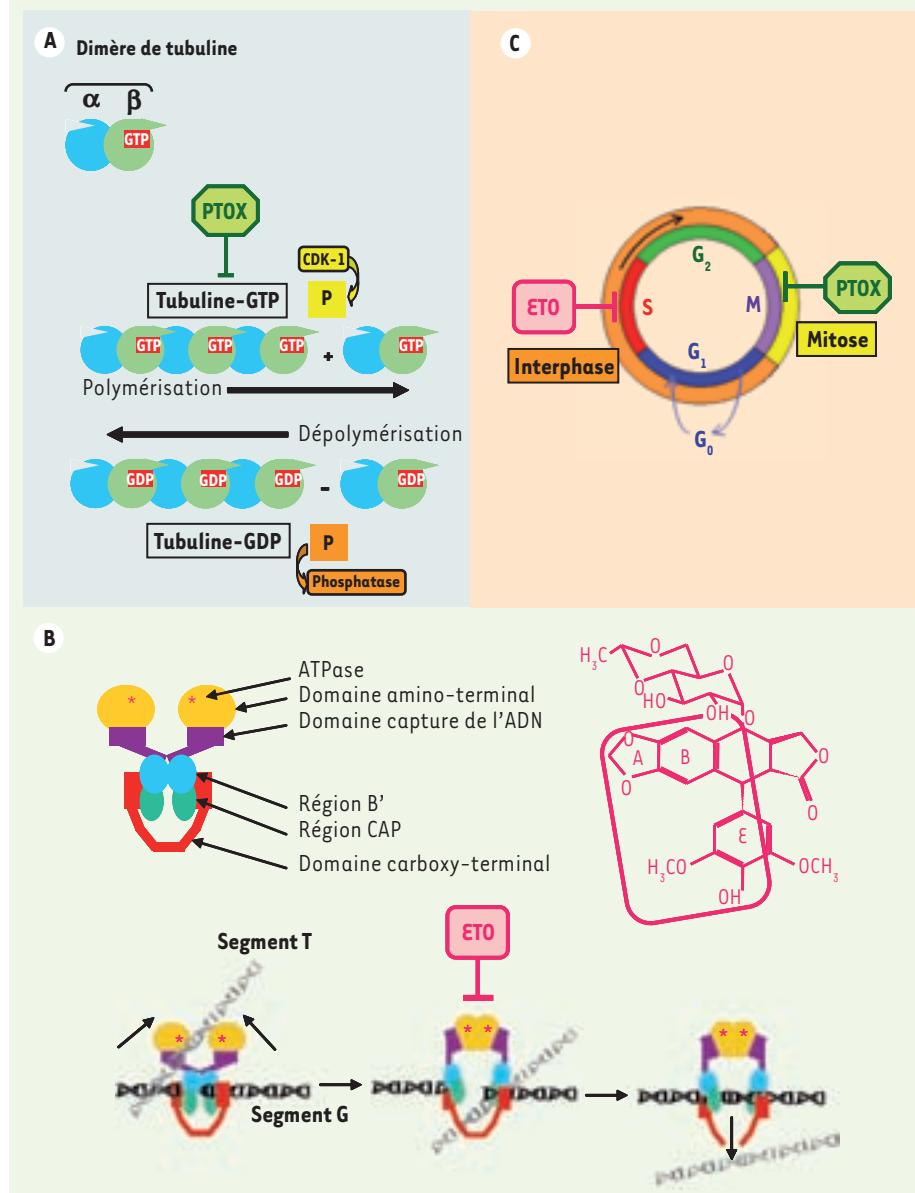 A
Dimère de tubuline
α β
GTP
PTOX
CDK-1
Tubuline-GTP
P
GTP GTP GTP + GTP
Polymérisation
Dépolymérisation
GDP GDP GDP - GDP
Tubuline-GDP
P
Phosphatase
C
G2
ETO
S
M
PTOX
Mitose
G1
Interphase
G0
B
* *
ATPase
Domaine amino-terminal
Domaine capture de l'ADN
Région B'
Région CAP
Domaine carboxy-terminal
H3C
O
O
O
HO
OH
O
O
A
B
O
O
O
E
H3CO
OCH3
OH
ETO
Segment T
* *
* *
* *
Segment G